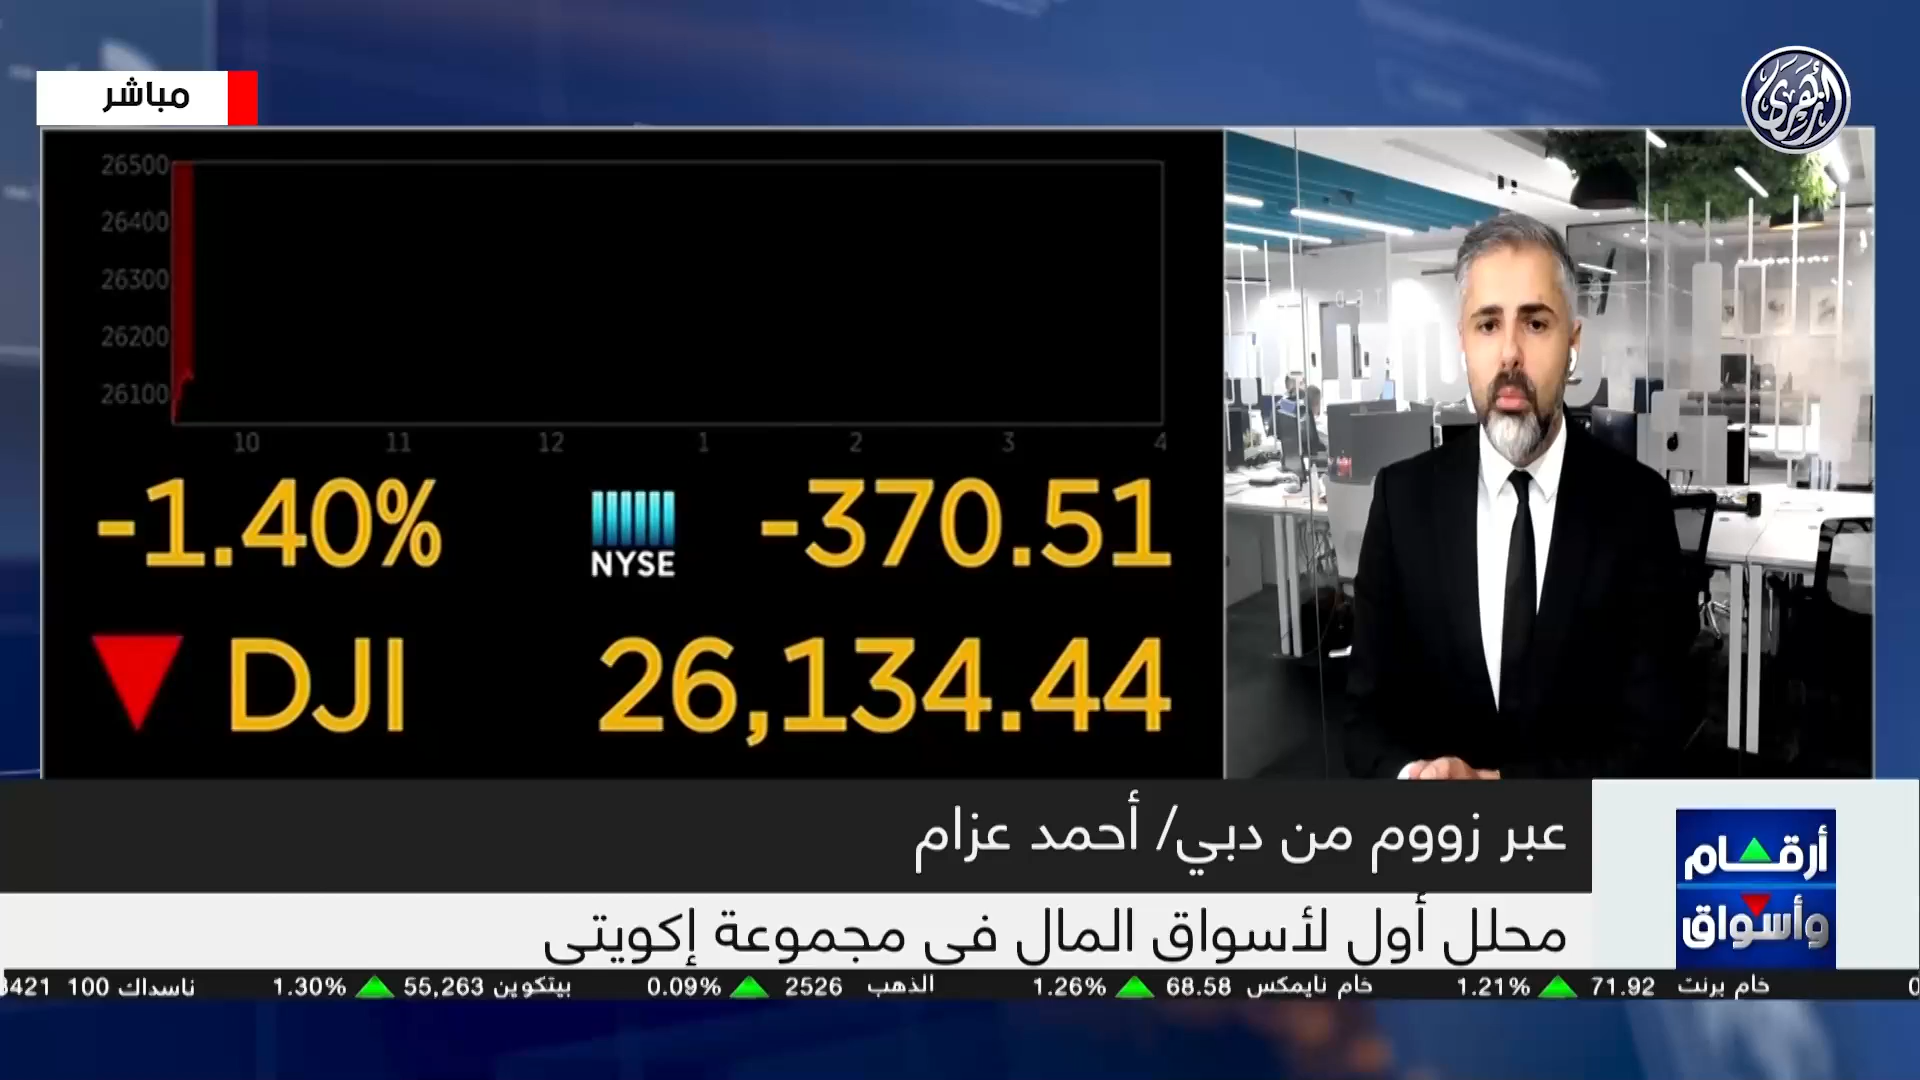 مباشر
الأزهري
26500
26400
26300
26200
26100
10 11 12 1 2 3 4
-1.40% NYSE -370.51
DJI 26,134.44
عبر زووم من دبي/ أحمد عزام
محلل أول لأسواق المال في مجموعة إكويتي
أرقـام
وأسواق
خام برنت 71.92 1.21% خام نايمكس 68.58 1.26% الذهب 2526 0.09% بيتكوين 55,263 1.30% ناسداك 100